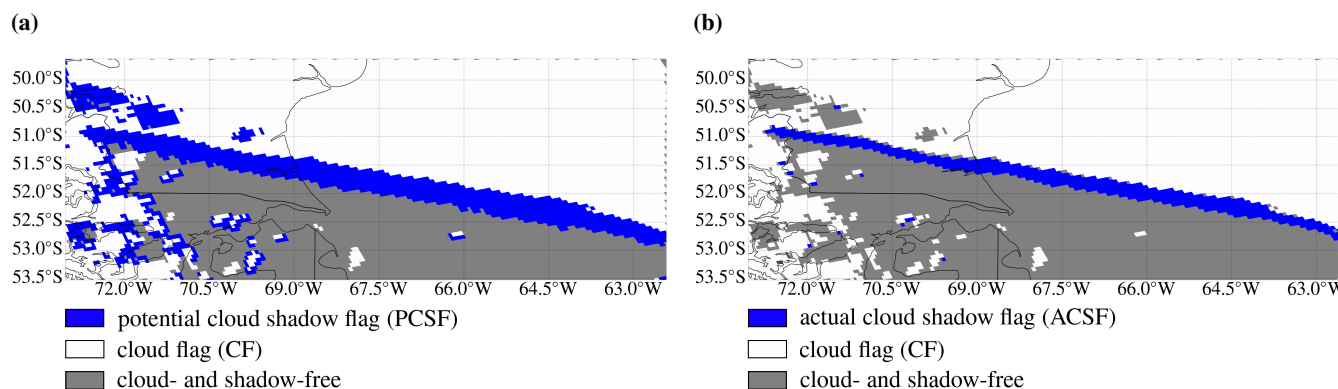 (a)
50.0°S
50.5°S
51.0°S
51.5°S
52.0°S
52.5°S
53.0°S
53.5°S
72.0°W 70.5°W 69.0°W 67.5°W 66.0°W 64.5°W 63.0°W
potential cloud shadow flag (PCSF)
cloud flag (CF)
cloud- and shadow-free
(b)
50.0°S
50.5°S
51.0°S
51.5°S
52.0°S
52.5°S
53.0°S
53.5°S
72.0°W 70.5°W 69.0°W 67.5°W 66.0°W 64.5°W 63.0°W
actual cloud shadow flag (ACSF)
cloud flag (CF)
cloud- and shadow-free